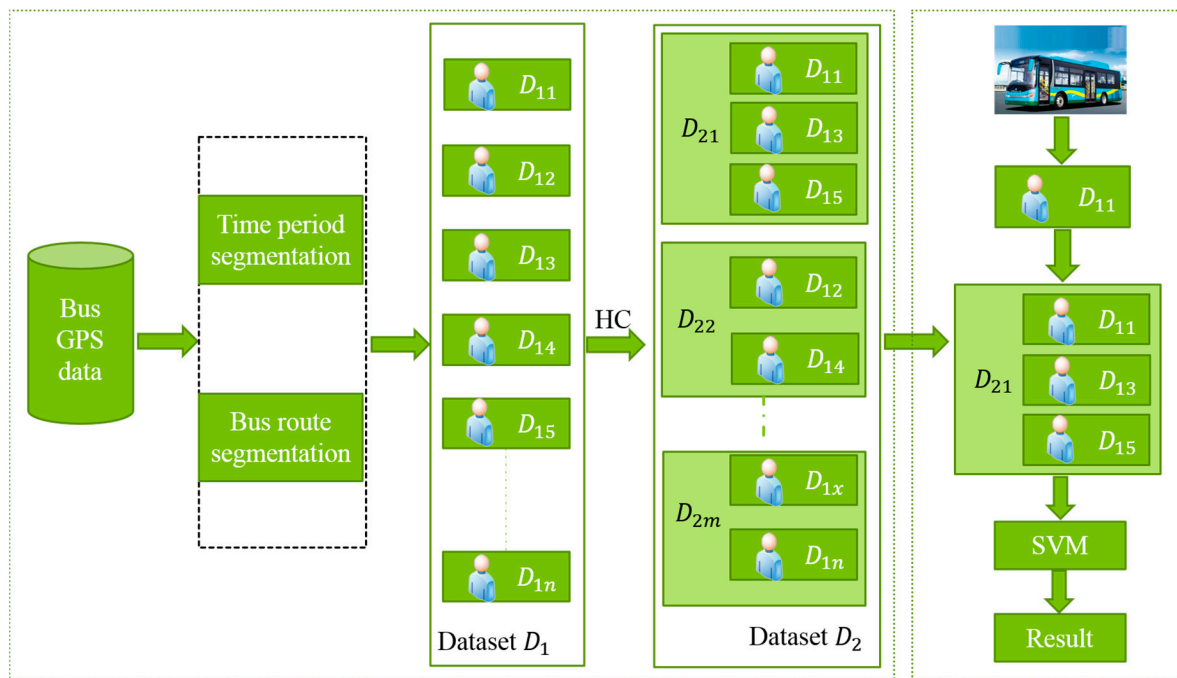 Bus
GPS
data
Time period
segmentation
Bus route
segmentation
D₁₁
D₁₂
D₁₃
D₁₄
D₁₅
D₁ₙ
Dataset D₁
HC
D₂₁
D₁₁
D₁₃
D₁₅
D₂₂
D₁₂
D₁₄
D₂ₘ
D₁ₓ
D₁ₙ
Dataset D₂
D₁₁
D₂₁
D₁₁
D₁₃
D₁₅
SVM
Result